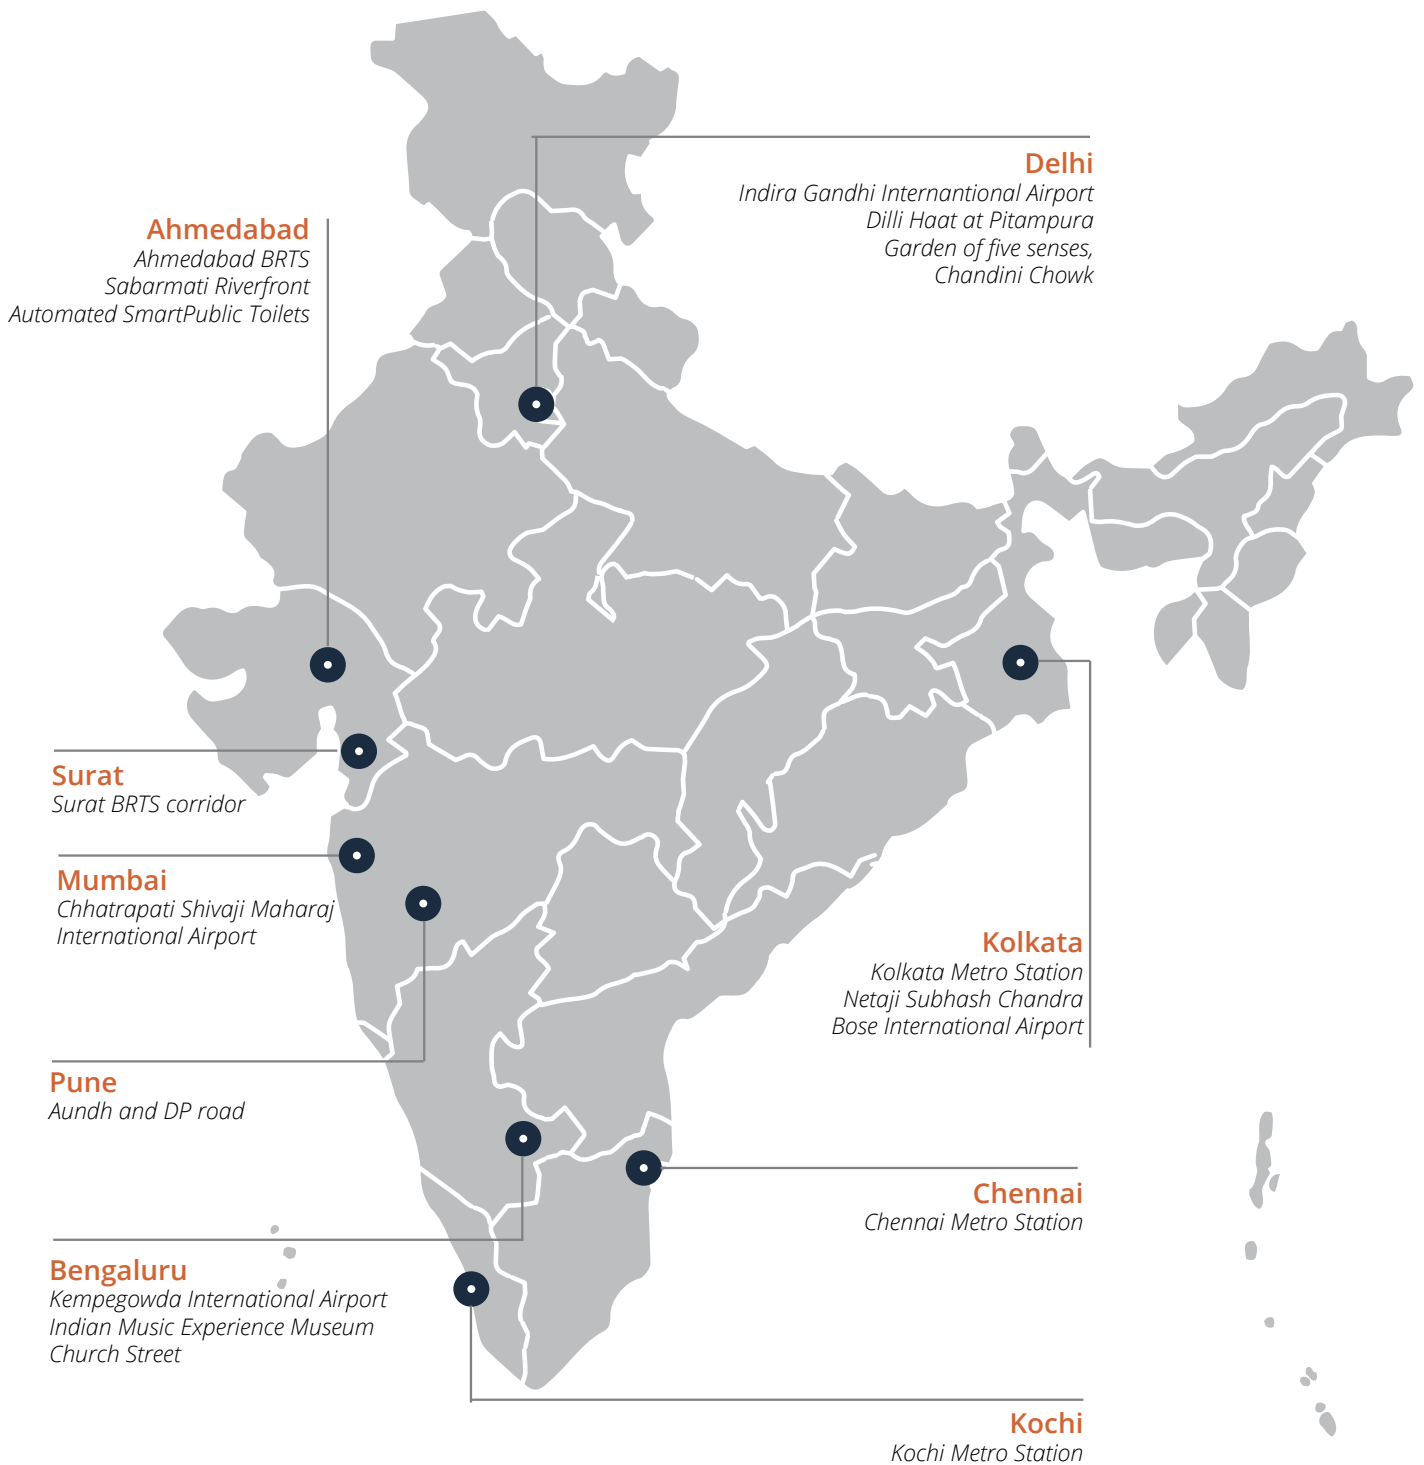 Delhi
Indira Gandhi Internantional Airport
Dilli Haat at Pitampura
Garden of five senses,
Chandini Chowk
Ahmedabad
Ahmedabad BRTS
Sabarmati Riverfront
Automated SmartPublic Toilets
Surat
Surat BRTS corridor
Mumbai
Chhatrapati Shivaji Maharaj
International Airport
Kolkata
Kolkata Metro Station
Netaji Subhash Chandra
Bose International Airport
Pune
Aundh and DP road
Chennai
Chennai Metro Station
Bengaluru
Kempegowda International Airport
Indian Music Experience Museum
Church Street
Kochi
Kochi Metro Station